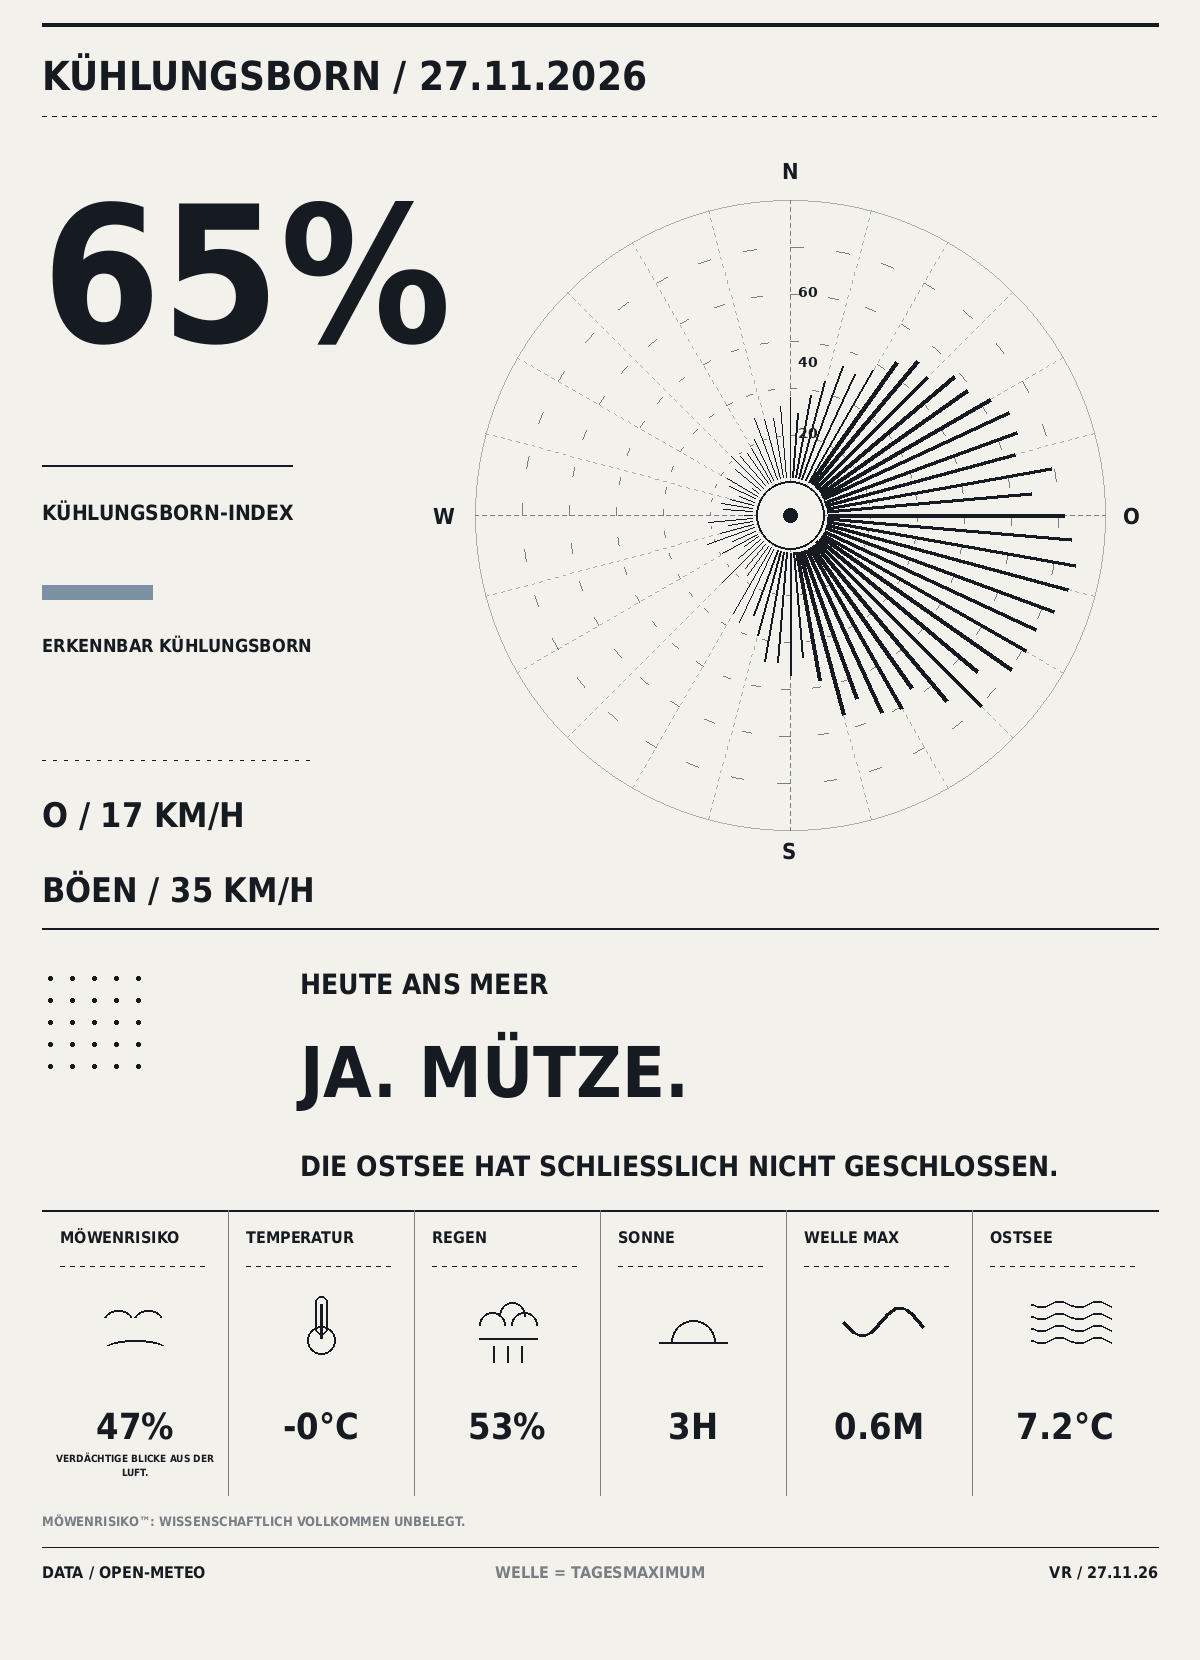 KÜHLUNGSBORN / 27.11.2026
65%
KÜHLUNGSBORN-INDEX
ERKENNBAR KÜHLUNGSBORN
O / 17 KM/H
BÖEN / 35 KM/H
N
60
40
20
W
O
S
HEUTE ANS MEER
JA. MÜTZE.
DIE OSTSEE HAT SCHLIESSLICH NICHT GESCHLOSSEN.
MÖWENRISIKO
47%
VERDÄCHTIGE BLICKE AUS DER
LUFT.
TEMPERATUR
-0°C
REGEN
53%
SONNE
3H
WELLE MAX
0.6M
OSTSEE
7.2°C
MÖWENRISIKO™: WISSENSCHAFTLICH VOLLKOMMEN UNBELEGT.
DATA / OPEN-METEO
WELLE = TAGESMAXIMUM
VR / 27.11.26